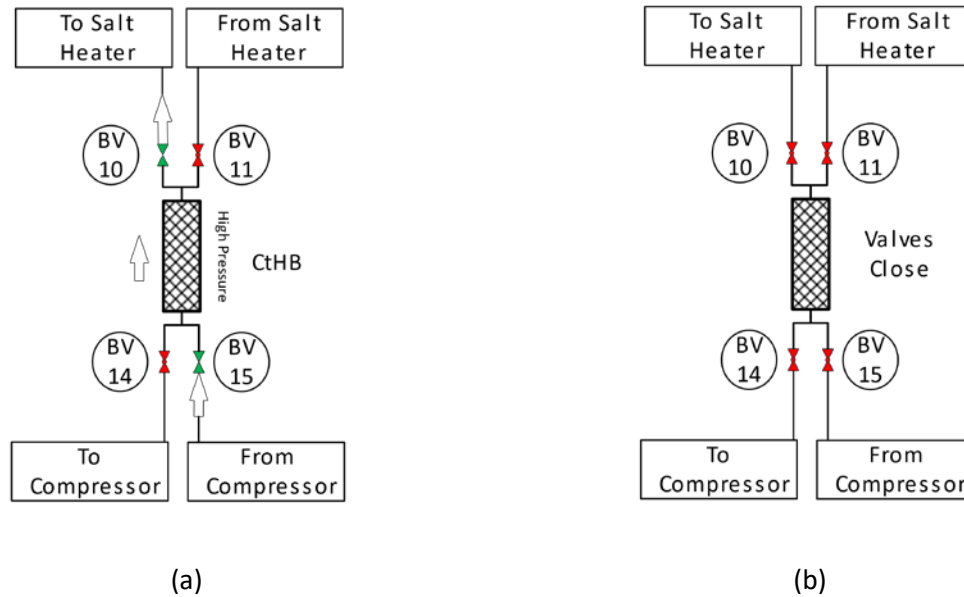 To Salt
Heater
From Salt
Heater
BV
10
BV
11
High Pressure
CtHB
BV
14
BV
15
To
Compressor
From
Compressor
(a)
To Salt
Heater
From Salt
Heater
BV
10
BV
11
Valves
Close
BV
14
BV
15
To
Compressor
From
Compressor
(b)